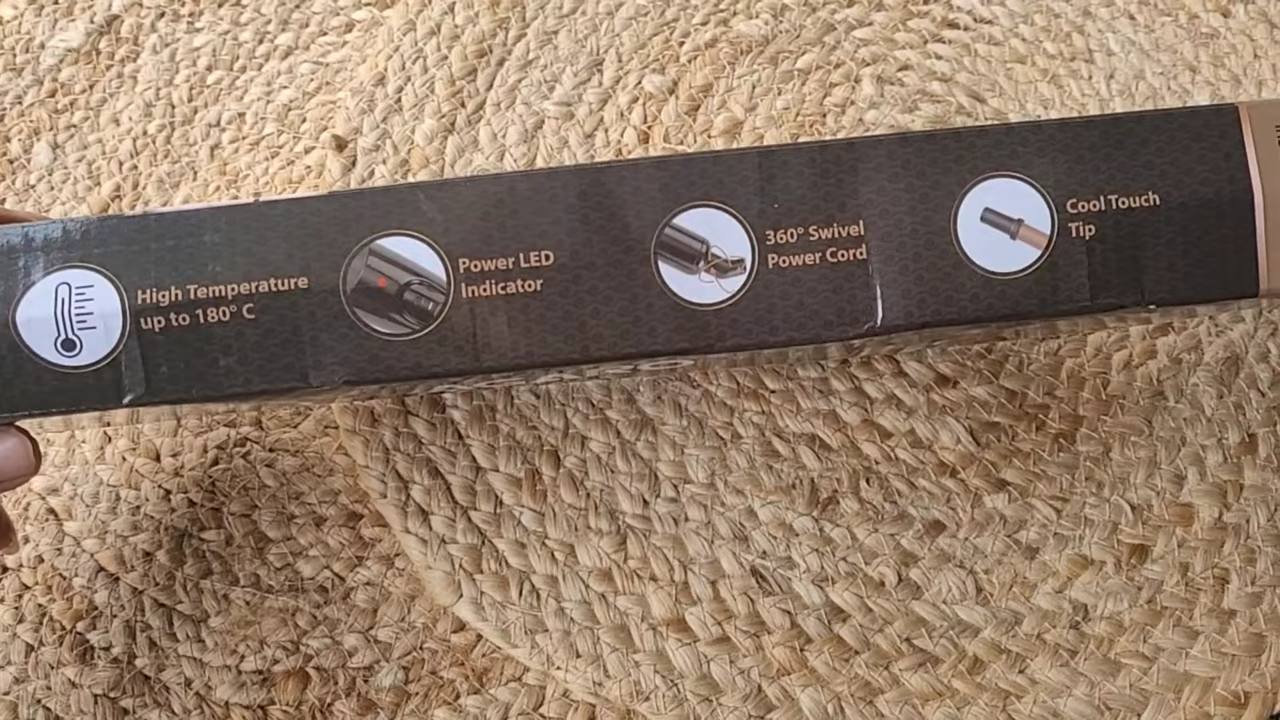 High Temperature
up to 180° C
Power LED
Indicator
360° Swivel
Power Cord
Cool Touch
Tip